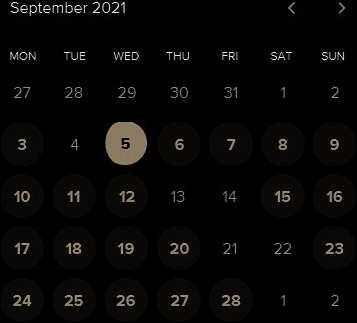 September 2021
MON TUE WED THU FRI SAT SUN
27 28 29 30 31 1 2
3 4 5 6 7 8 9
10 11 12 13 14 15 16
17 18 19 20 21 22 23
24 25 26 27 28 1 2